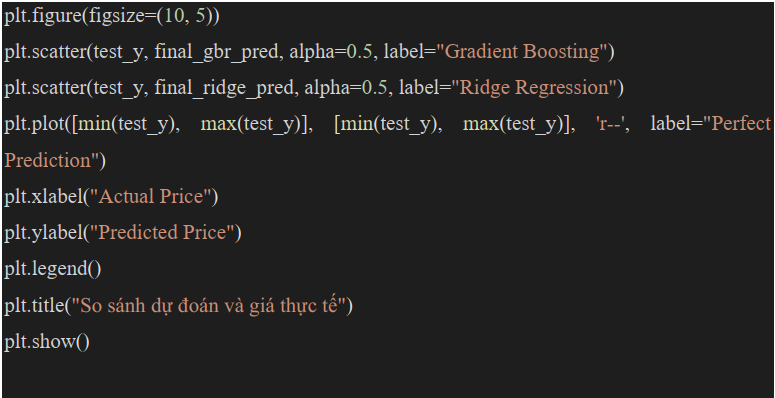 plt.figure(figsize=(10, 5))
plt.scatter(test_y, final_gbr_pred, alpha=0.5, label="Gradient Boosting")
plt.scatter(test_y, final_ridge_pred, alpha=0.5, label="Ridge Regression")
plt.plot([min(test_y), max(test_y)], [min(test_y), max(test_y)], 'r--', label="Perfect
Prediction")
plt.xlabel("Actual Price")
plt.ylabel("Predicted Price")
plt.legend()
plt.title("So sánh dự đoán và giá thực tế")
plt.show()